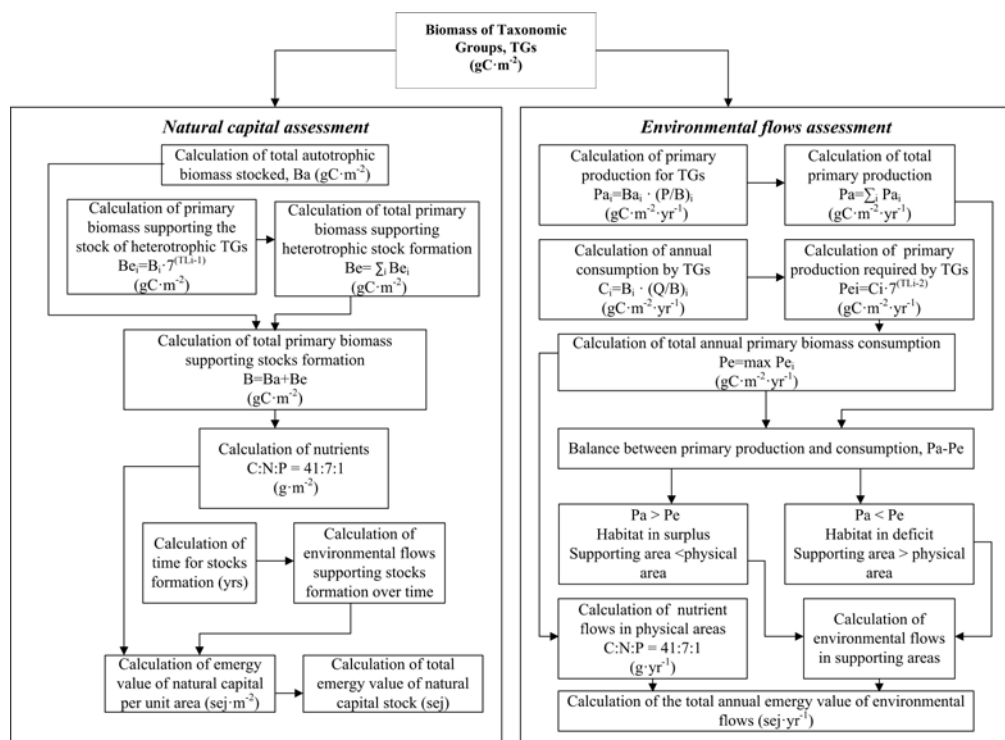 Biomass of Taxonomic
Groups, TGs
(gC·m⁻²)
Natural capital assessment
Calculation of total autotrophic
biomass stocked, Ba (gC·m⁻²)
Calculation of primary
biomass supporting the
stock of heterotrophic TGs
Beᵢ=Bᵢ·7⁽ᵀᴸⁱ⁻¹⁾
(gC·m⁻²)
Calculation of total primary
biomass supporting
heterotrophic stock formation
Be= ∑ᵢ Beᵢ
(gC·m⁻²)
Calculation of total primary biomass
supporting stocks formation
B=Ba+Be
(gC·m⁻²)
Calculation of nutrients
C:N:P = 41:7:1
(g·m⁻²)
Calculation of
time for stocks
formation (yrs)
Calculation of
environmental flows
supporting stocks
formation over time
Calculation of emergy
value of natural capital
per unit area (sej·m⁻²)
Calculation of total
emergy value of natural
capital stock (sej)
Environmental flows assessment
Calculation of primary
production for TGs
Paᵢ=Baᵢ · (P/B)ᵢ
(gC·m⁻²·yr⁻¹)
Calculation of total
primary production
Pa=∑ᵢ Paᵢ
(gC·m⁻²·yr⁻¹)
Calculation of annual
consumption by TGs
Cᵢ=Bᵢ · (Q/B)ᵢ
(gC·m⁻²·yr⁻¹)
Calculation of primary
production required by TGs
Pei=Ci·7⁽ᵀᴸⁱ⁻²⁾
(gC·m⁻²·yr⁻¹)
Calculation of total annual primary biomass consumption
Pe=max Peᵢ
(gC·m⁻²·yr⁻¹)
Balance between primary production and consumption, Pa-Pe
Pa > Pe
Habitat in surplus
Supporting area <physical
area
Pa < Pe
Habitat in deficit
Supporting area > physical
area
Calculation of nutrient
flows in physical areas
C:N:P = 41:7:1
(g·yr⁻¹)
Calculation of
environmental flows
in supporting areas
Calculation of the total annual emergy value of environmental
flows (sej·yr⁻¹)